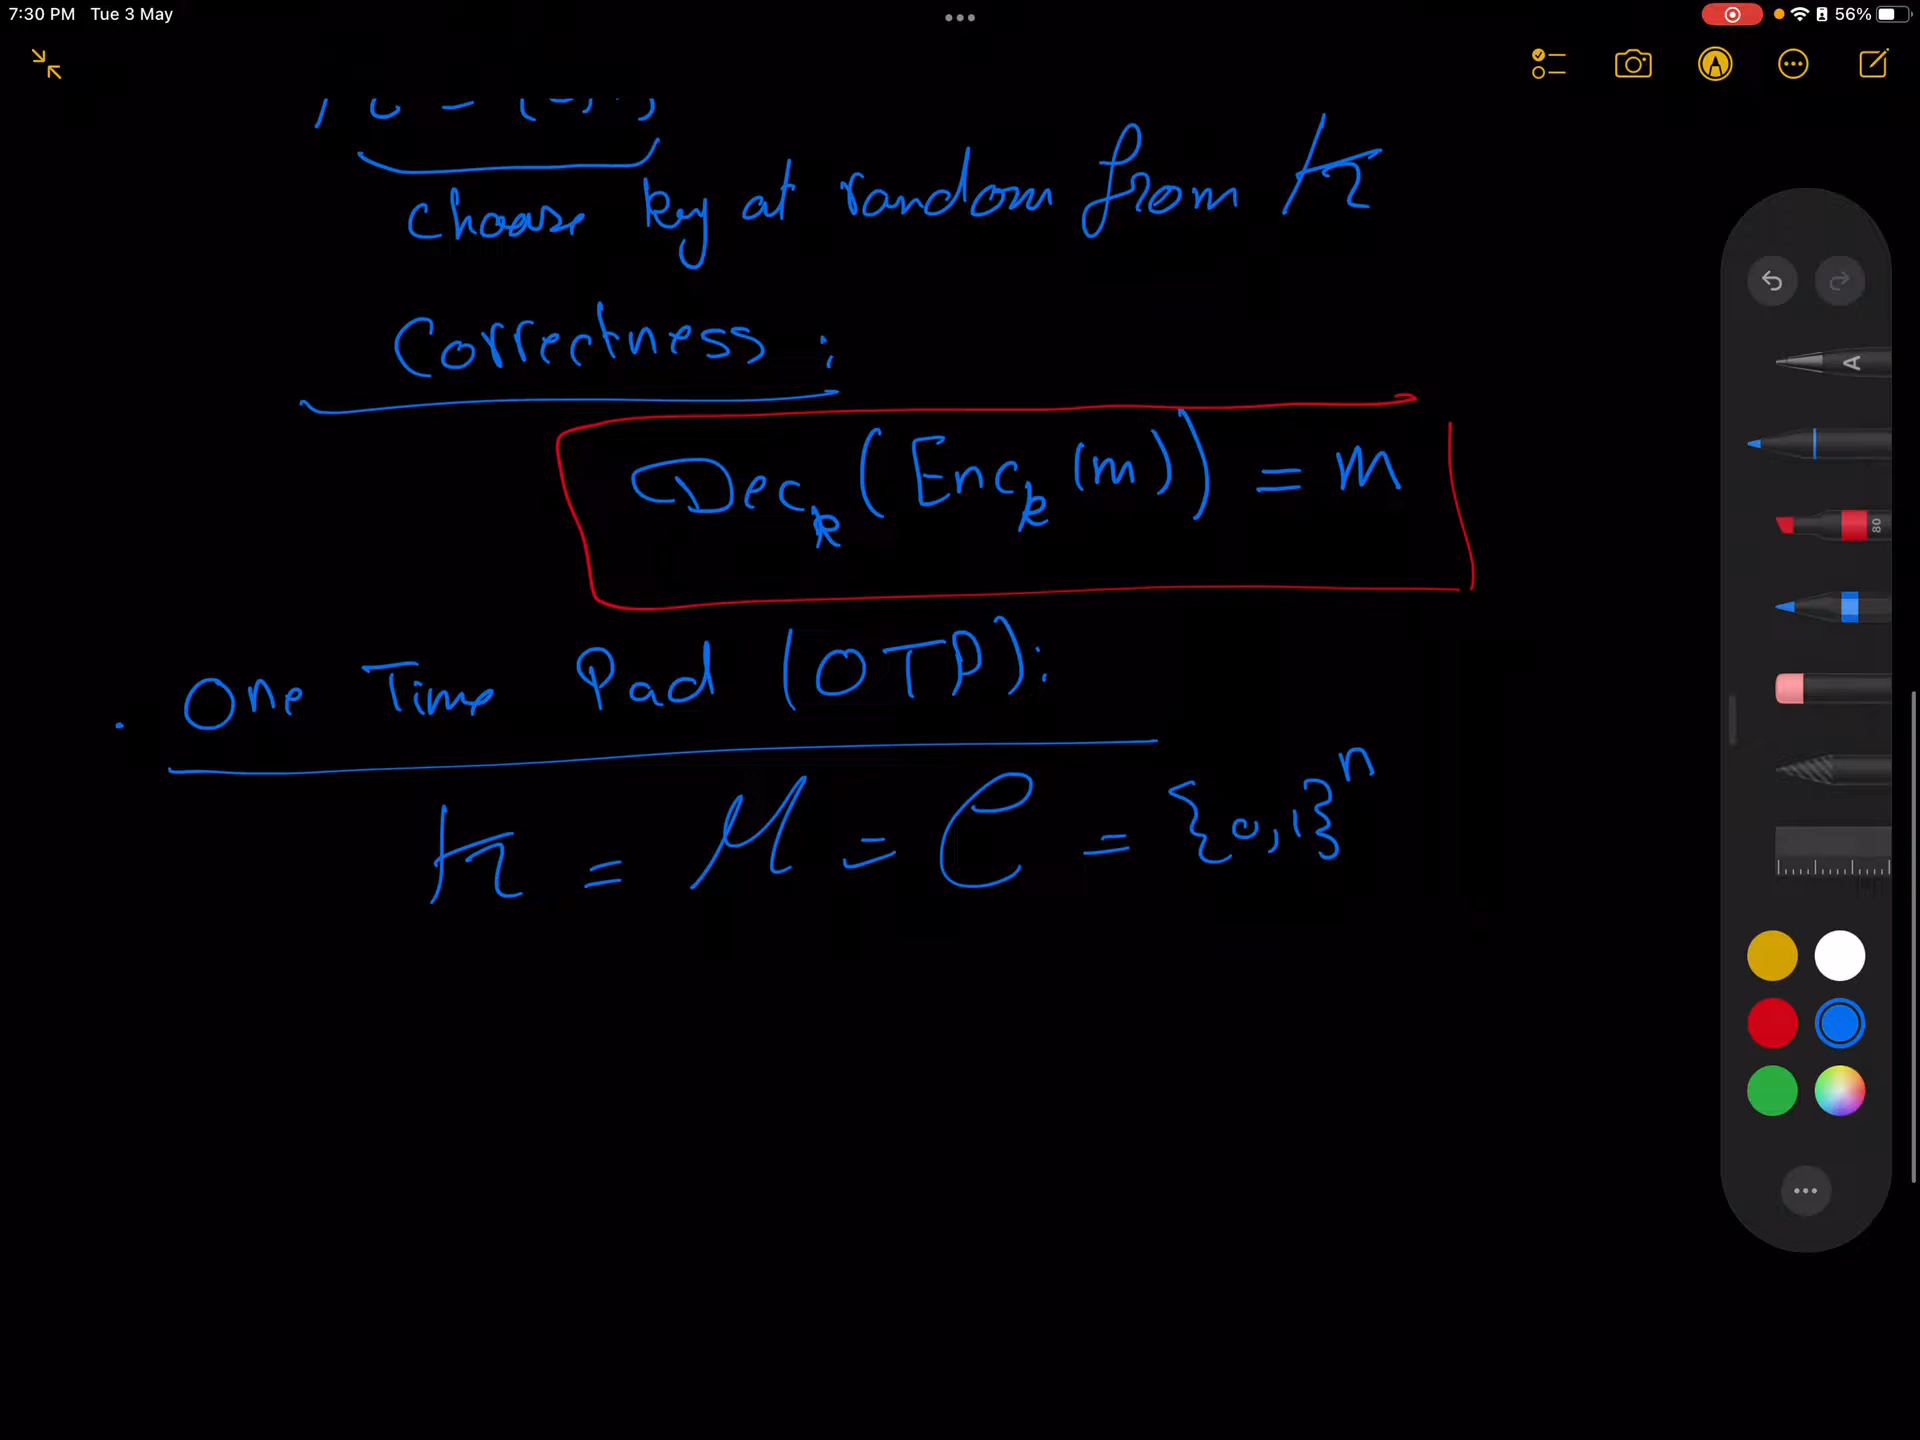 7:30 PM Tue 3 May
56%
choose key at random from 𝒦
Correctness :
Dec_k (Enc_k (m)) = m
A
80
. One Time Pad (OTP):
𝒦 = ℳ = 𝒞 = {0,1}^n